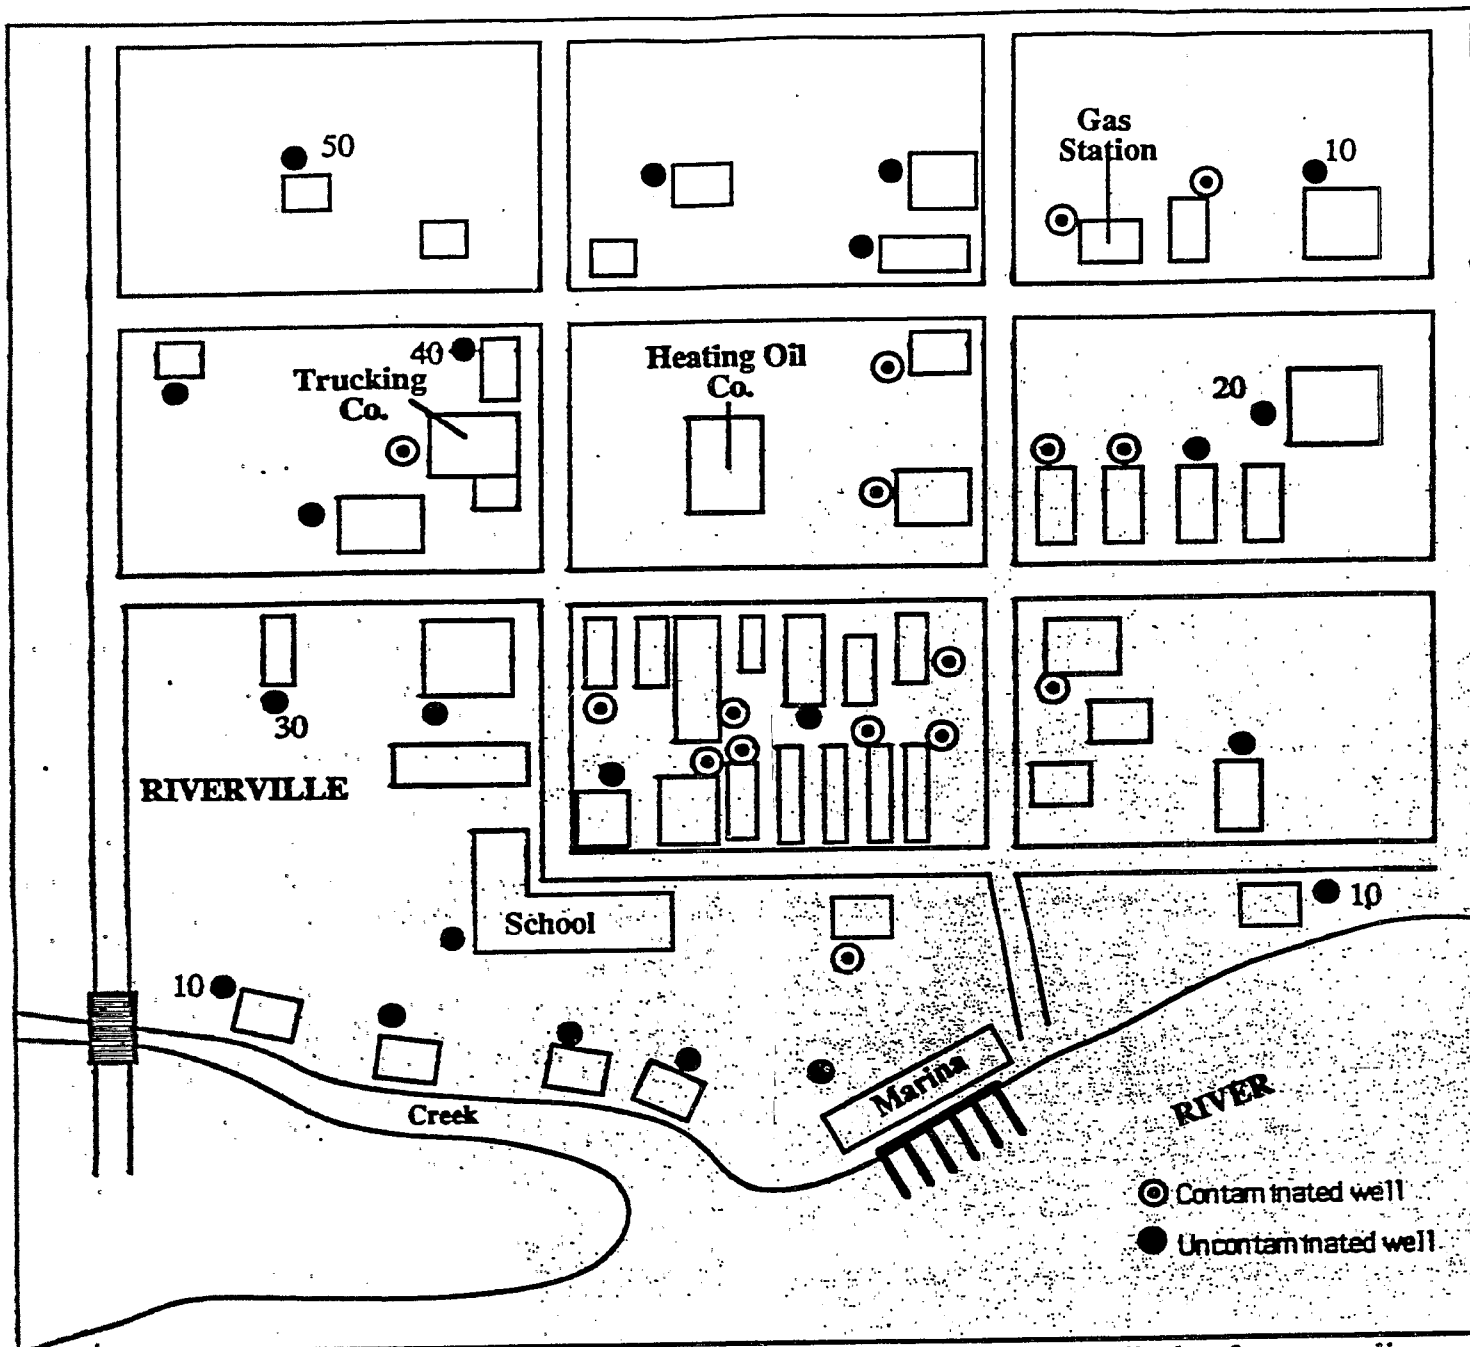 50
Gas
Station
10
40
Trucking
Co.
Heating Oil
Co.
20
30
RIVERVILLE
School
10
10
Creek
Marina
RIVER
Contaminated well
Uncontaminated well